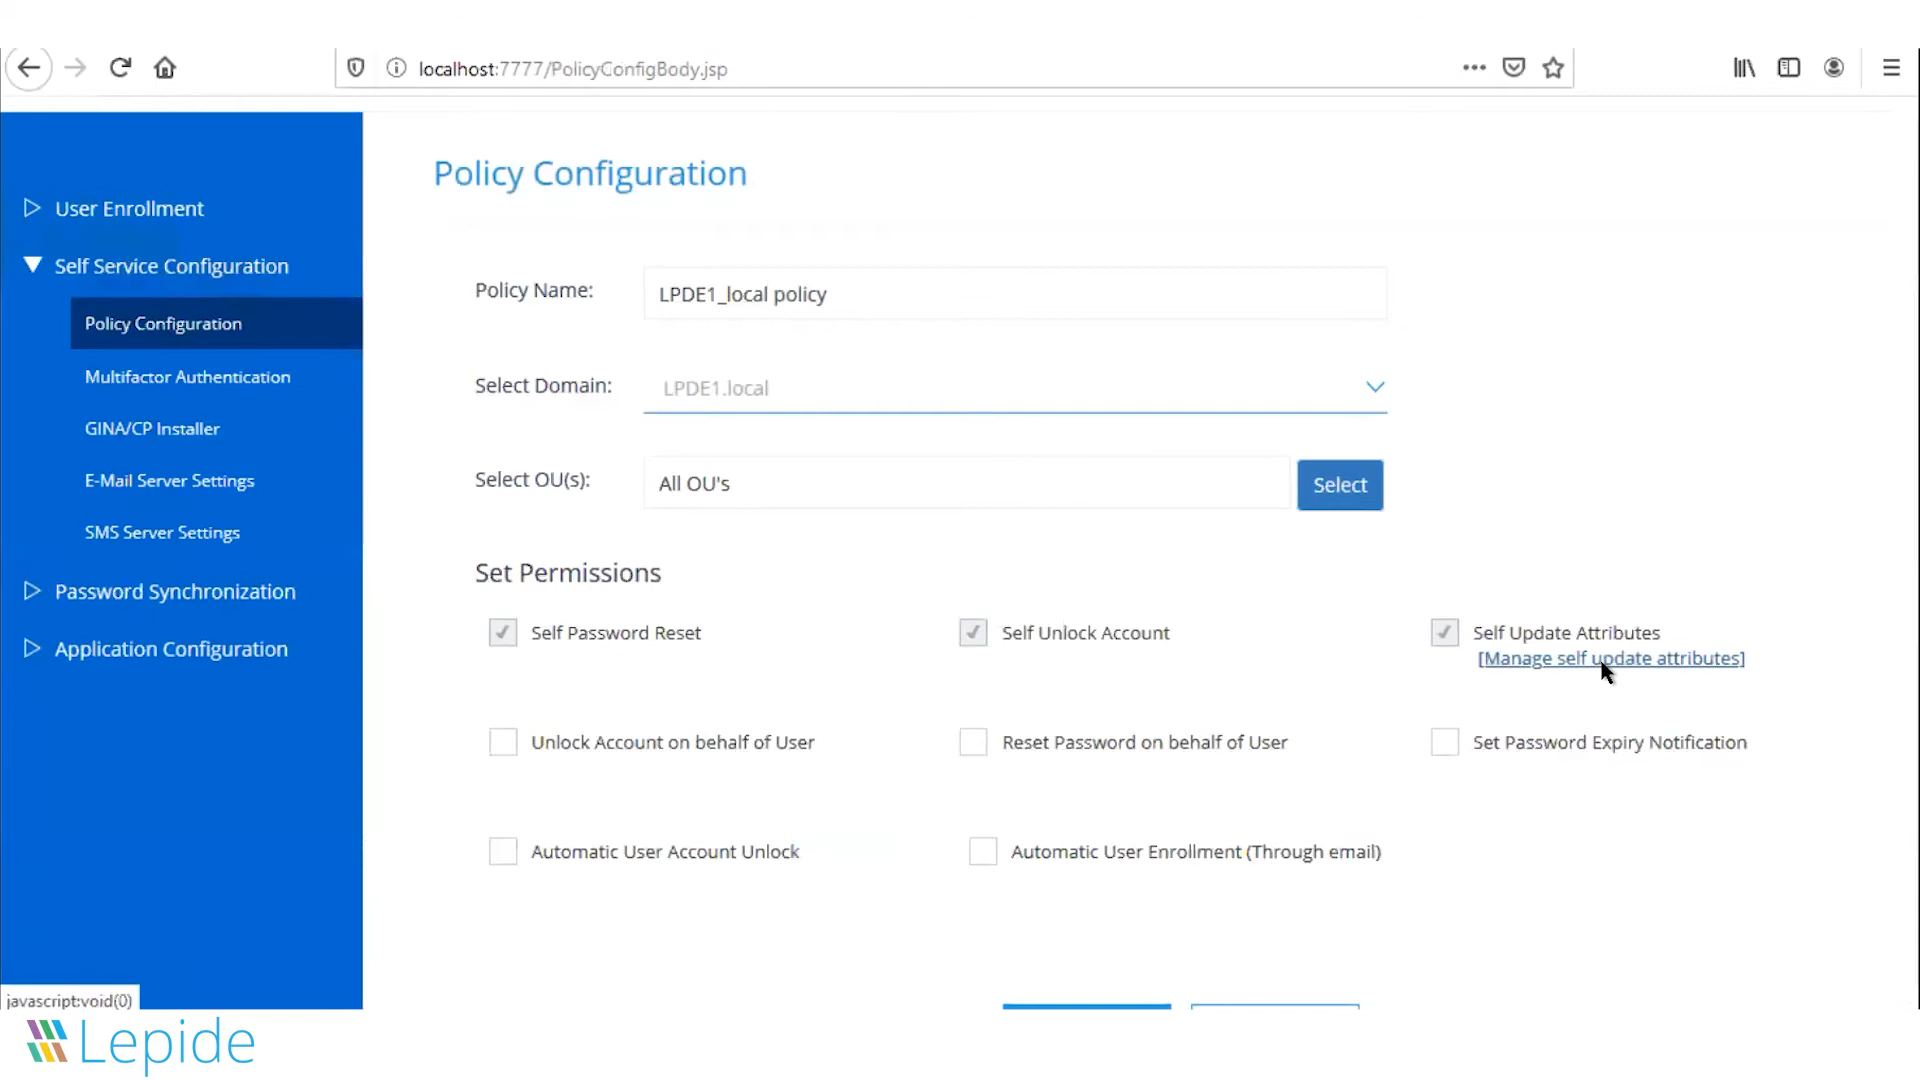 localhost:7777/PolicyConfigBody.jsp
User Enrollment
Self Service Configuration
Policy Configuration
Multifactor Authentication
GINA/CP Installer
E-Mail Server Settings
SMS Server Settings
Password Synchronization
Application Configuration
Policy Configuration
Policy Name:
LPDE1_local policy
Select Domain:
LPDE1.local
Select OU(s):
All OU's
Select
Set Permissions
Self Password Reset
Self Unlock Account
Self Update Attributes
[Manage self update attributes]
Unlock Account on behalf of User
Reset Password on behalf of User
Set Password Expiry Notification
Automatic User Account Unlock
Automatic User Enrollment (Through email)
javascript:void(0)
Lepide